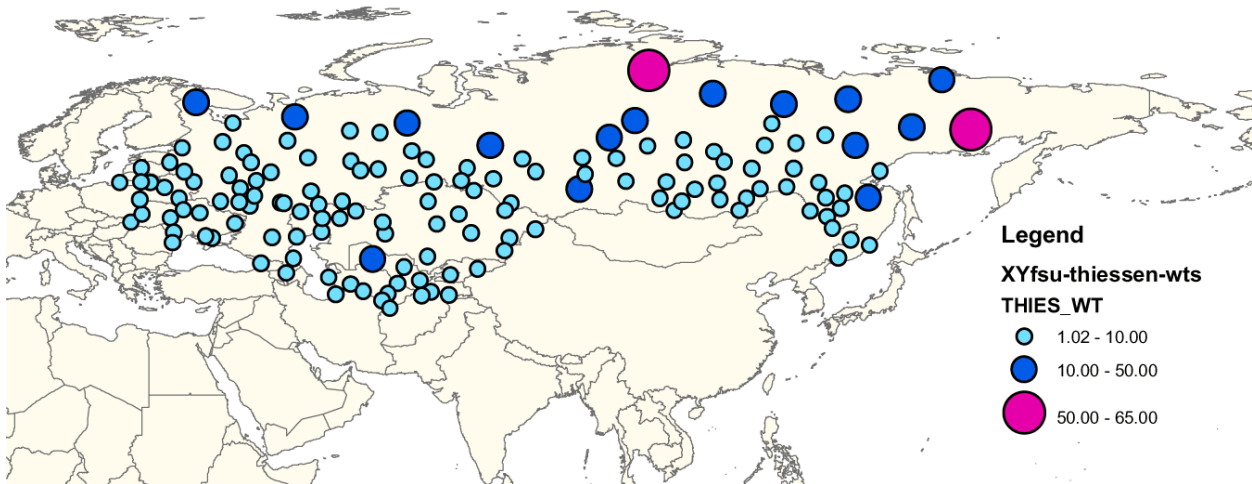 Legend
XYfsu-thiessen-wts
THIES_WT
1.02 - 10.00
10.00 - 50.00
50.00 - 65.00